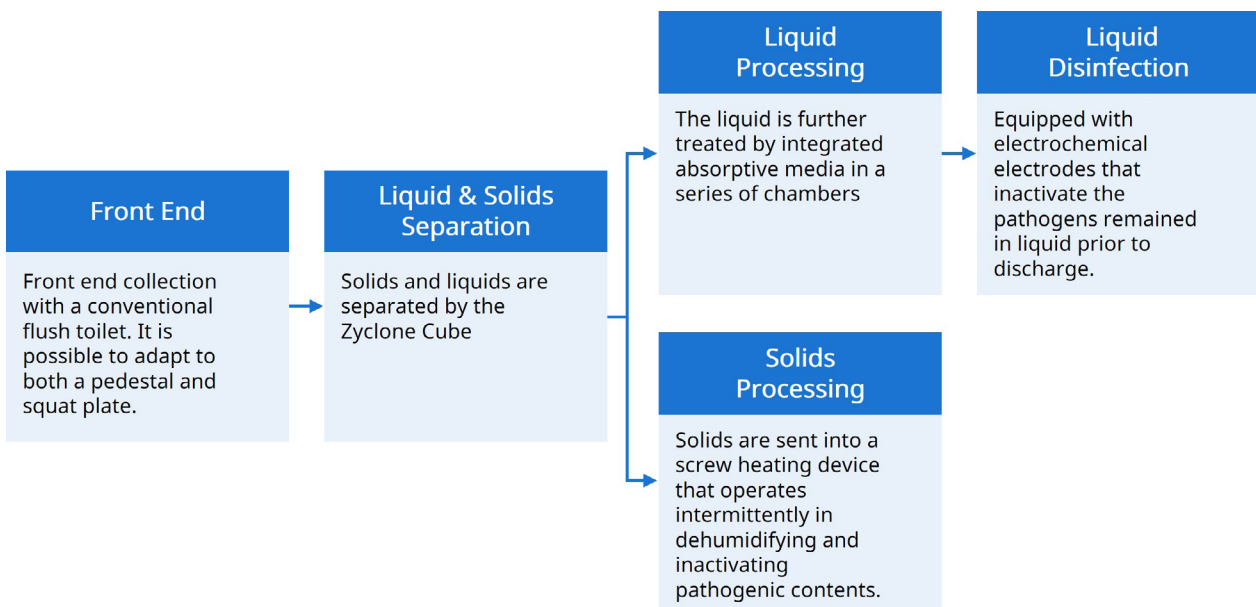 Front End
Front end collection
with a conventional
flush toilet. It is
possible to adapt to
both a pedestal and
squat plate.
Liquid & Solids
Separation
Solids and liquids are
separated by the
Zyclone Cube
Liquid
Processing
The liquid is further
treated by integrated
absorptive media in a
series of chambers
Liquid
Disinfection
Equipped with
electrochemical
electrodes that
inactivate the
pathogens remained
in liquid prior to
discharge.
Solids
Processing
Solids are sent into a
screw heating device
that operates
intermittently in
dehumidifying and
inactivating
pathogenic contents.